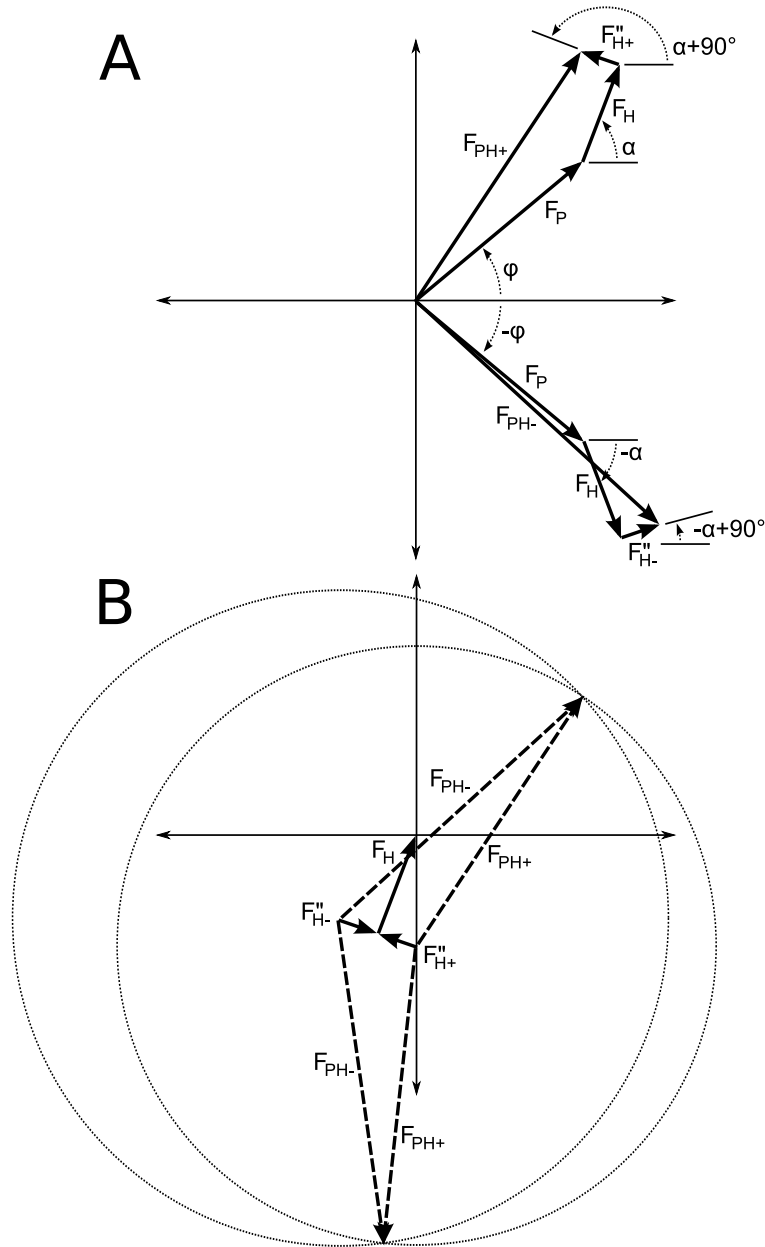 A
F"H+
α+90°
FH
FPH+
α
FP
φ
-φ
FP
FPH-
-α
FH
-α+90°
F"H-
B
FPH-
FH
FPH+
F"H-
F"H+
FPH-
FPH+